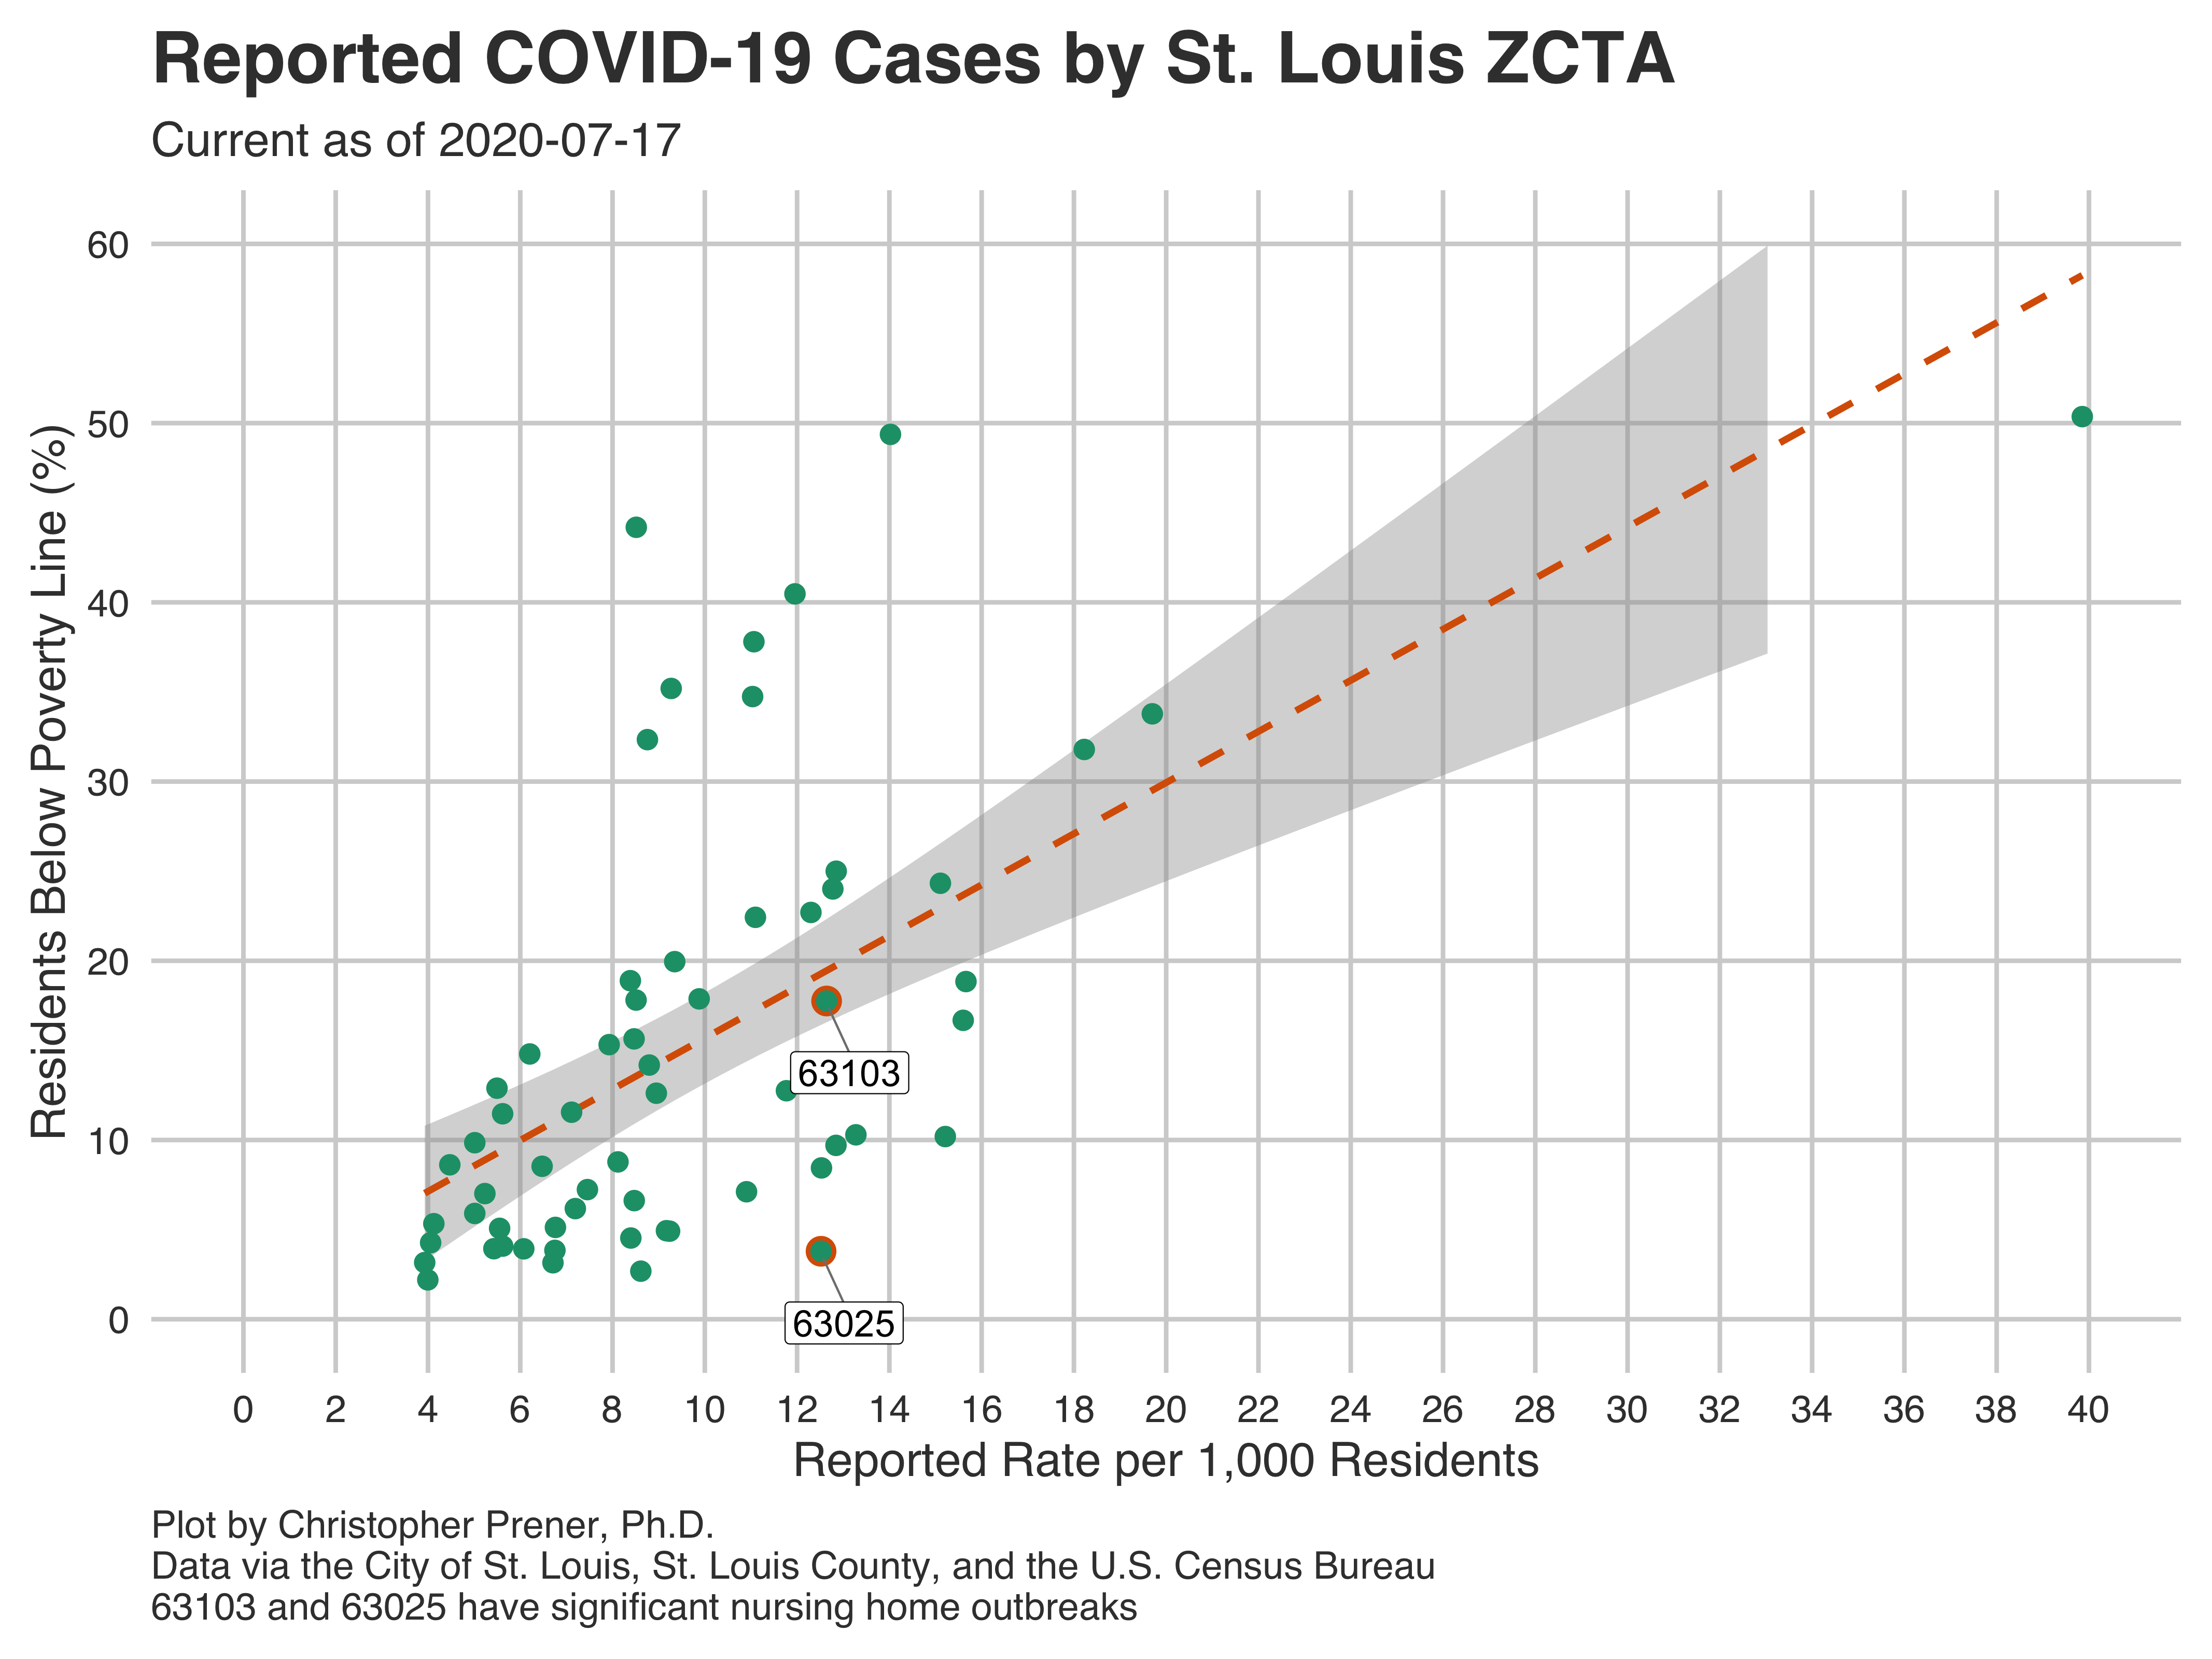 Reported COVID-19 Cases by St. Louis ZCTA
Current as of 2020-07-17
Residents Below Poverty Line (%)
60
50
40
30
20
10
0
63103
63025
0 2 4 6 8 10 12 14 16 18 20 22 24 26 28 30 32 34 36 38 40
Reported Rate per 1,000 Residents
Plot by Christopher Prener, Ph.D.
Data via the City of St. Louis, St. Louis County, and the U.S. Census Bureau
63103 and 63025 have significant nursing home outbreaks